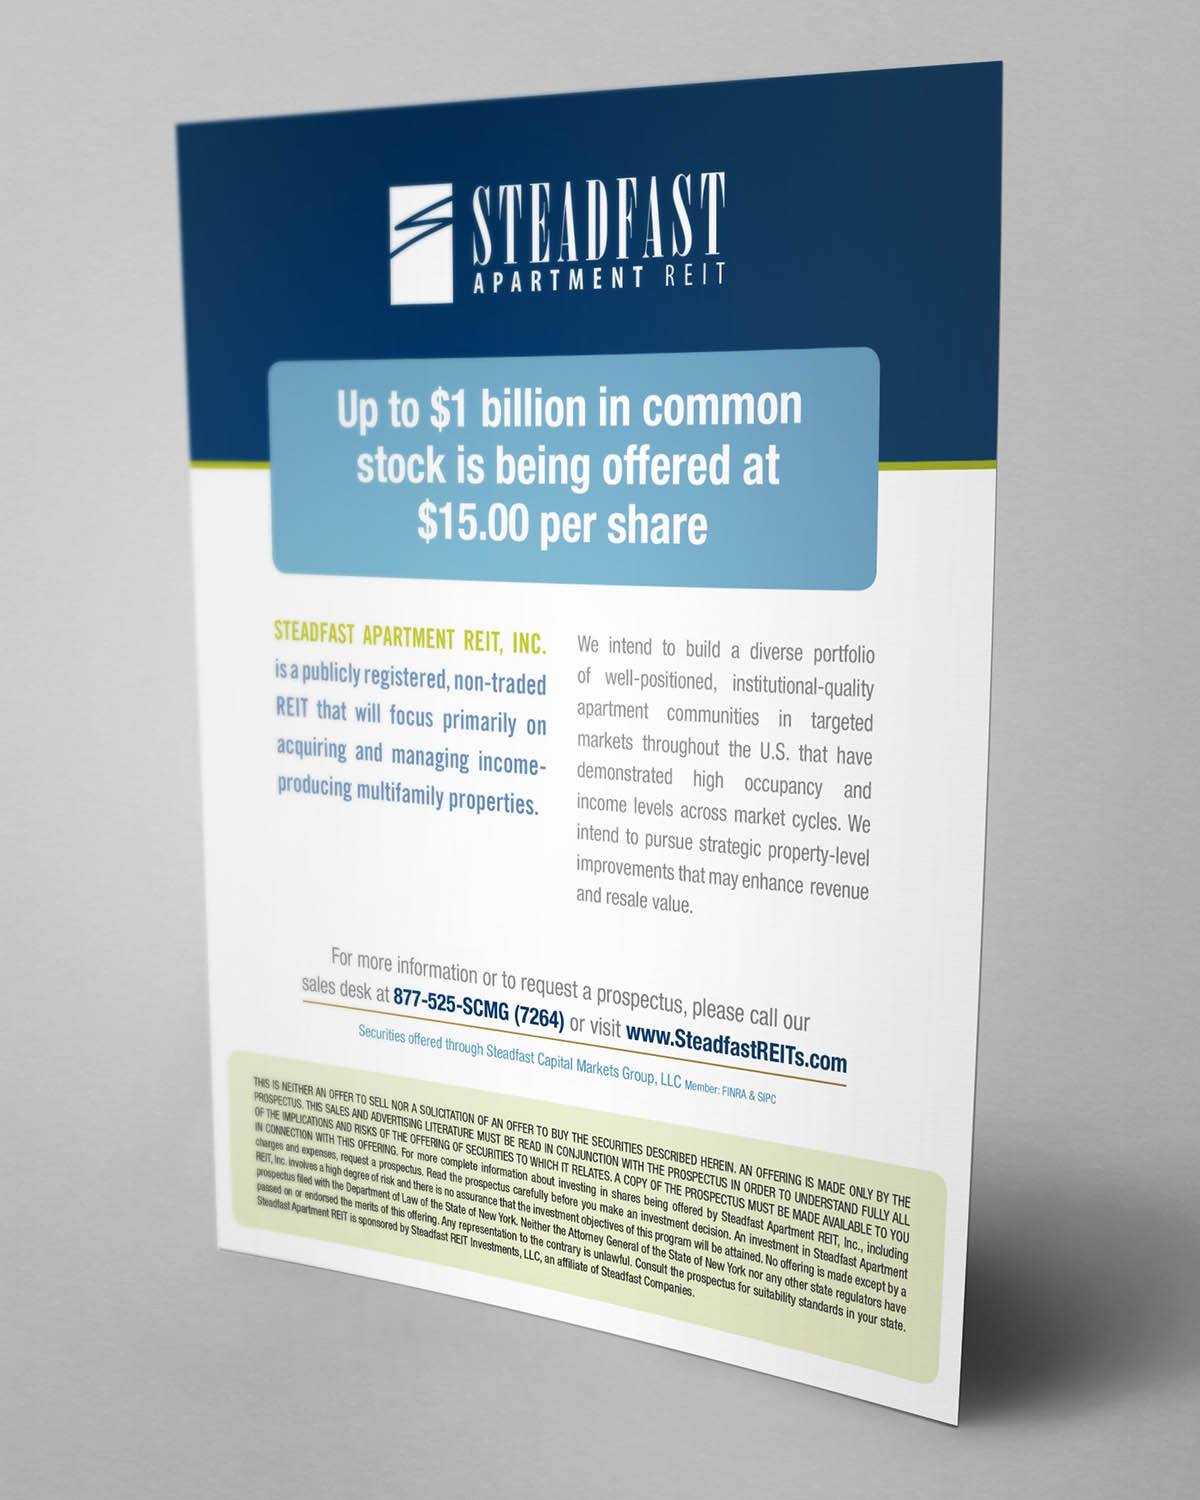 STEADFAST
APARTMENT REIT
Up to $1 billion in common
stock is being offered at
$15.00 per share
STEADFAST APARTMENT REIT, INC.
is a publicly registered, non-traded
REIT that will focus primarily on
acquiring and managing income-
producing multifamily properties.
We intend to build a diverse portfolio
of well-positioned, institutional-quality
apartment communities in targeted
markets throughout the U.S. that have
demonstrated high occupancy and
income levels across market cycles. We
intend to pursue strategic property-level
improvements that may enhance revenue
and resale value.
For more information or to request a prospectus, please call our
sales desk at 877-525-SCMG (7264) or visit www.SteadfastREITs.com
Securities offered through Steadfast Capital Markets Group, LLC Member: FINRA & SIPC
THIS IS NEITHER AN OFFER TO SELL NOR A SOLICITATION OF AN OFFER TO BUY THE SECURITIES DESCRIBED HEREIN. AN OFFERING IS MADE ONLY BY THE
PROSPECTUS. THIS SALES AND ADVERTISING LITERATURE MUST BE READ IN CONJUNCTION WITH THE PROSPECTUS IN ORDER TO UNDERSTAND FULLY ALL
OF THE IMPLICATIONS AND RISKS OF THE OFFERING OF SECURITIES TO WHICH IT RELATES. A COPY OF THE PROSPECTUS MUST BE MADE AVAILABLE TO YOU
IN CONNECTION WITH THIS OFFERING. For more complete information about investing in shares being offered by Steadfast Apartment REIT, Inc., including
charges and expenses, request a prospectus. Read the prospectus carefully before you make an investment decision. An investment in Steadfast Apartment
REIT, Inc. involves a high degree of risk and there is no assurance that the investment objectives of this program will be attained. No offering is made except by a
prospectus filed with the Department of Law of the State of New York. Neither the Attorney General of the State of New York nor any other state regulators have
passed on or endorsed the merits of this offering. Any representation to the contrary is unlawful. Consult the prospectus for suitability standards in your state.
Steadfast Apartment REIT is sponsored by Steadfast REIT Investments, LLC, an affiliate of Steadfast Companies.